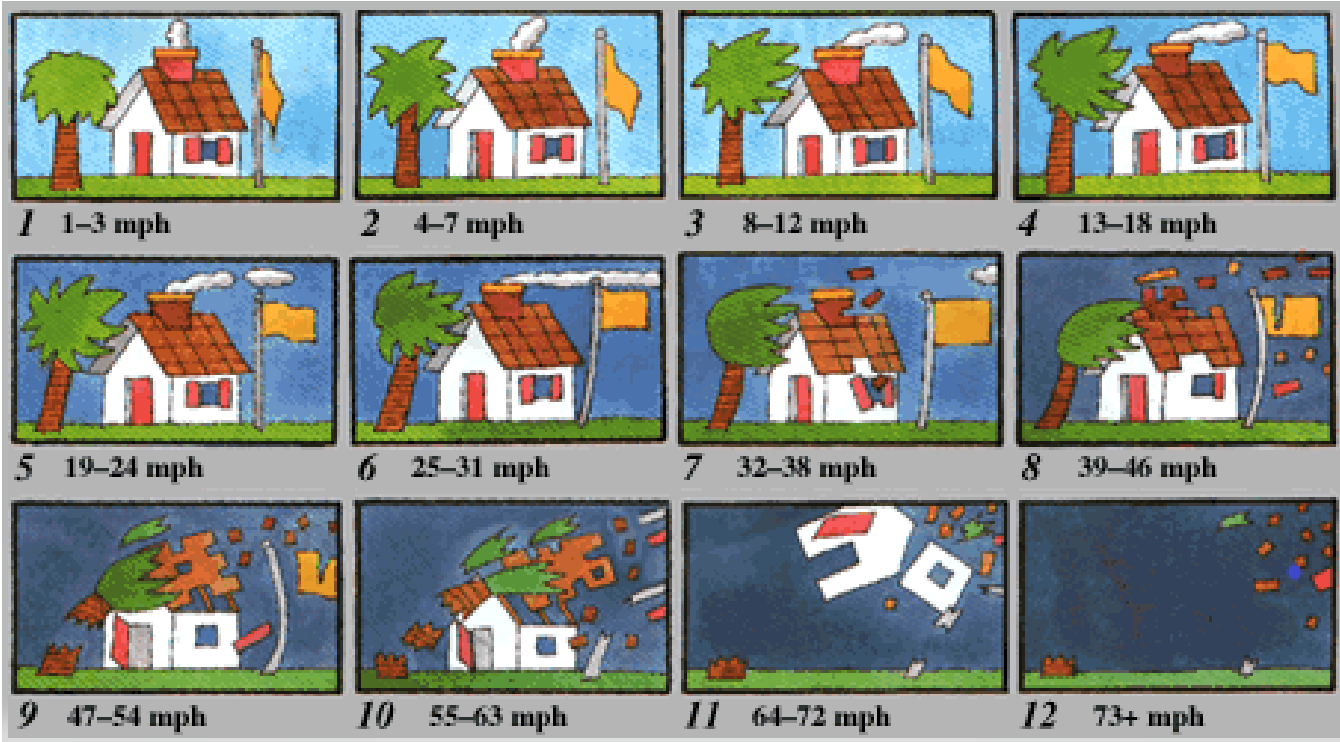 1 1–3 mph
2 4–7 mph
3 8–12 mph
4 13–18 mph
5 19–24 mph
6 25–31 mph
7 32–38 mph
8 39–46 mph
9 47–54 mph
10 55–63 mph
11 64–72 mph
12 73+ mph